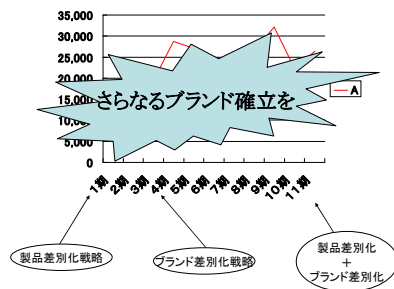 35,000
30,000
25,000
20,000
15,000
10,000
5,000
0
さらなるブランド確立を
A
1期
2期
3期
4期
5期
6期
7期
8期
9期
10期
11期
製品差別化戦略
ブランド差別化戦略
製品差別化
＋
ブランド差別化